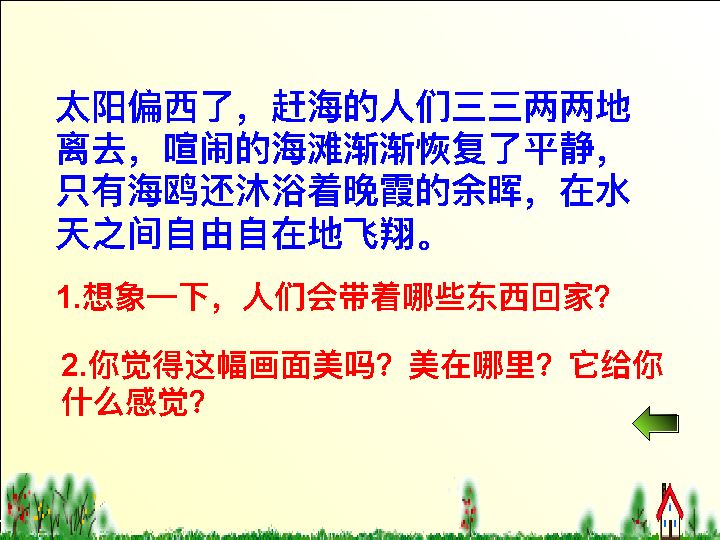 太阳偏西了，赶海的人们三三两两地
离去，喧闹的海滩渐渐恢复了平静，
只有海鸥还沐浴着晚霞的余晖，在水
天之间自由自在地飞翔。
1.想象一下，人们会带着哪些东西回家?
2.你觉得这幅画面美吗？美在哪里？它给你
什么感觉?